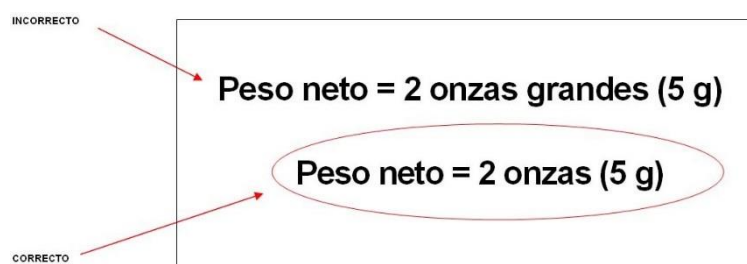 INCORRECTO
Peso neto = 2 onzas grandes (5 g)
Peso neto = 2 onzas (5 g)
CORRECTO